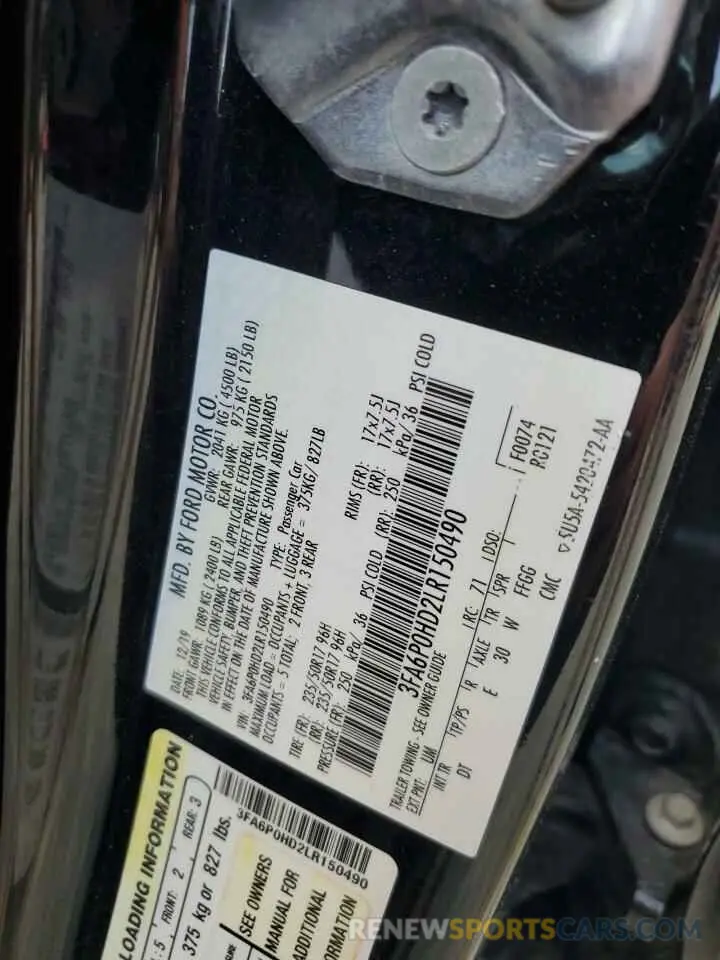 MFD. BY FORD MOTOR CO.
12/19 GVWR: 2041 KG ( 4500 LB)
FRONT GAWR: 1089 KG ( 2400 LB) REAR GAWR: 975 KG ( 2150 LB)
THIS VEHICLE CONFORMS TO ALL APPLICABLE FEDERAL MOTOR
VEHICLE SAFETY, BUMPER AND THEFT PREVENTION STANDARDS
IN EFFECT ON THE DATE OF MANUFACTURE SHOWN ABOVE.
VIN: 3FA6P0HD2LR150490 TYPE: Passenger Car
MAXIMUM LOAD = OCCUPANTS + LUGGAGE = 375KG/ 827LB
OCCUPANTS = 5 TOTAL: 2 FRONT, 3 REAR
TIRE (FR): 235/50R17 96H RIMS (FR): 17x7.5J
(RR): 235/50R17 96H (RR): 17x7.5J
PRESSURE (FR): 250 kPa/ 36 PSI COLD (RR): 250 kPa/ 36 PSI COLD
3FA6P0HD2LR150490
TRAILER TOWING - SEE OWNER GUIDE
EXT PNT: UM RC: 71 DSO: F0074
RG121
INT TR TP/PS R AXLE TR SPR
DT E 30 W FFGG
CMC SU5A-5420472-AA
LOADING INFORMATION
: 5 , FRONT: 2 , REAR: 3
375 kg or 827 lbs.
3FA6P0HD2LR150490
SEE OWNERS
MANUAL FOR
ADDITIONAL
RENEWSPORTSCARS.COM